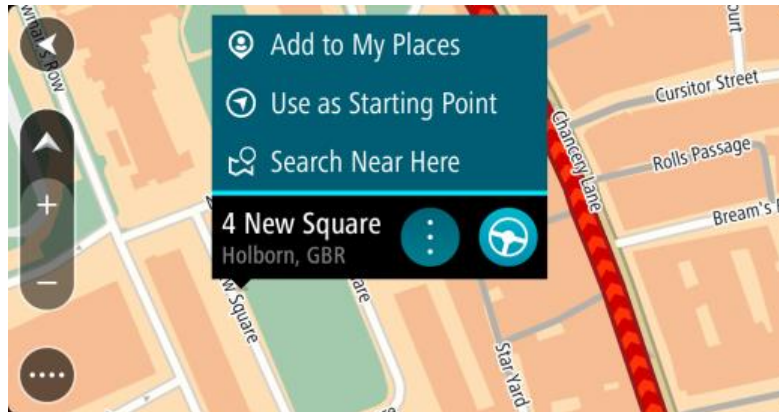 Add to My Places
Use as Starting Point
Search Near Here
4 New Square
Holborn, GBR
Row
Square
Chancery Lane
Cursitor Street
Rolls Passage
Bream's
Star Yard